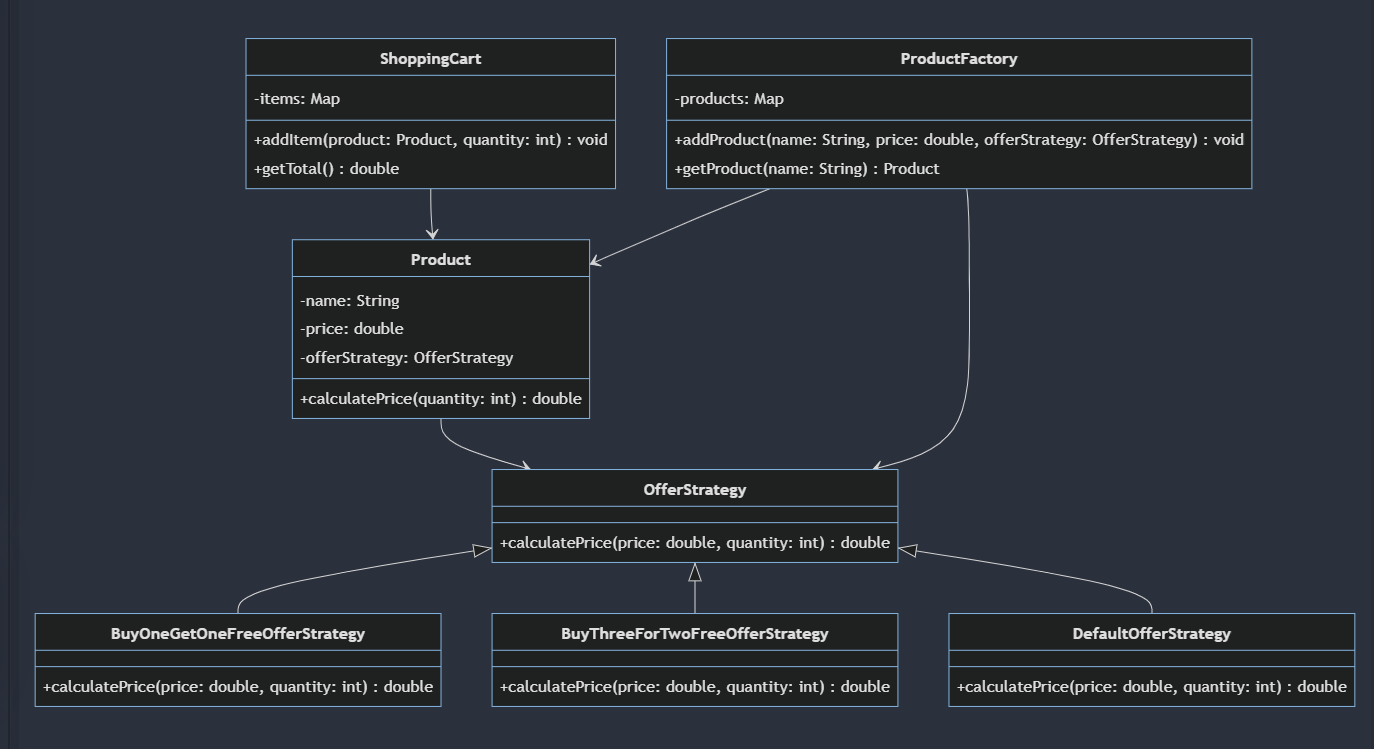 ShoppingCart
-items: Map
+addItem(product: Product, quantity: int) : void
+getTotal() : double
ProductFactory
-products: Map
+addProduct(name: String, price: double, offerStrategy: OfferStrategy) : void
+getProduct(name: String) : Product
Product
-name: String
-price: double
-offerStrategy: OfferStrategy
+calculatePrice(quantity: int) : double
OfferStrategy
+calculatePrice(price: double, quantity: int) : double
BuyOneGetOneFreeOfferStrategy
+calculatePrice(price: double, quantity: int) : double
BuyThreeForTwoFreeOfferStrategy
+calculatePrice(price: double, quantity: int) : double
DefaultOfferStrategy
+calculatePrice(price: double, quantity: int) : double